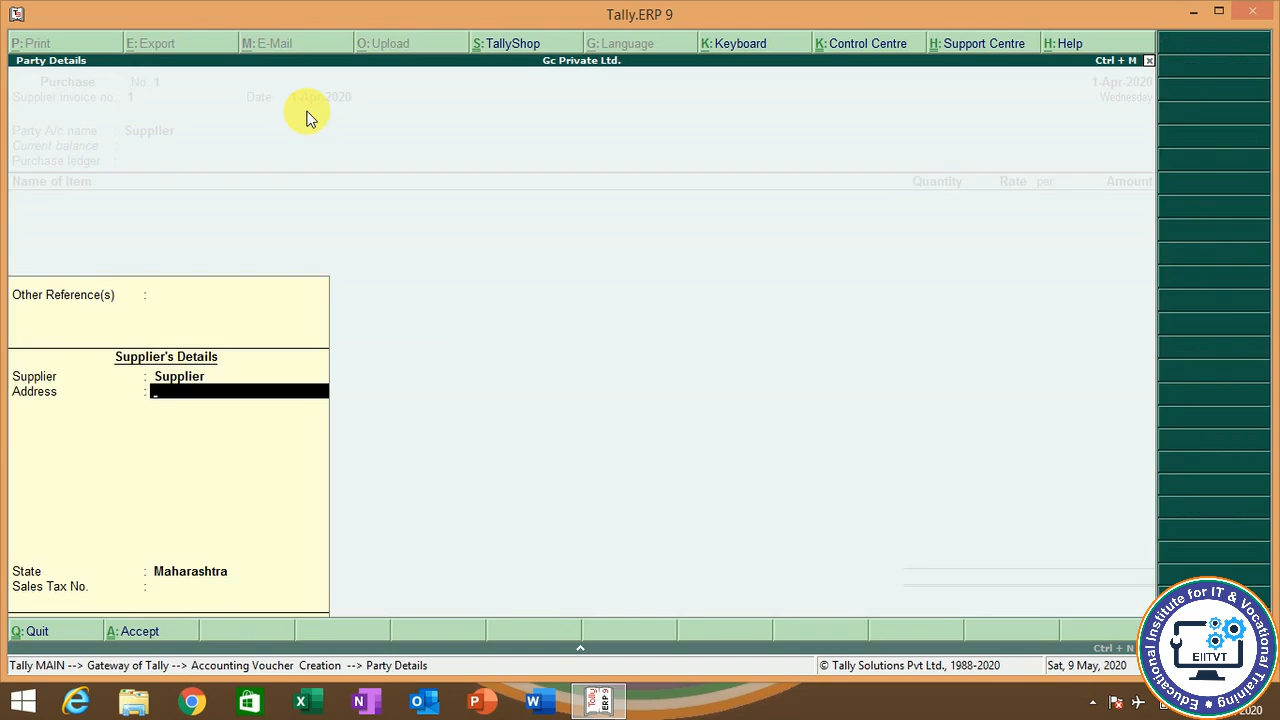 Tally.ERP 9
P: Print E: Export M: E-Mail O: Upload S: TallyShop G: Language K: Keyboard K: Control Centre H: Support Centre H: Help
Party Details Gc Private Ltd. Ctrl + M
Purchase No. 1 1-Apr-2020
Supplier invoice no. 1 Date : 1-Apr-2020 Wednesday
Party A/c name : Supplier
Current balance :
Purchase ledger :
Name of Item Quantity Rate per Amount
Other Reference(s) :
Supplier's Details
Supplier : Supplier
Address :
State : Maharashtra
Sales Tax No. :
Q: Quit A: Accept
Ctrl + N
Tally MAIN --> Gateway of Tally --> Accounting Voucher Creation --> Party Details © Tally Solutions Pvt Ltd., 1988-2020 Sat, 9 May, 2020
Educational Institute for IT & Vocational Training
EIITVT
Tally ERP 9
2020